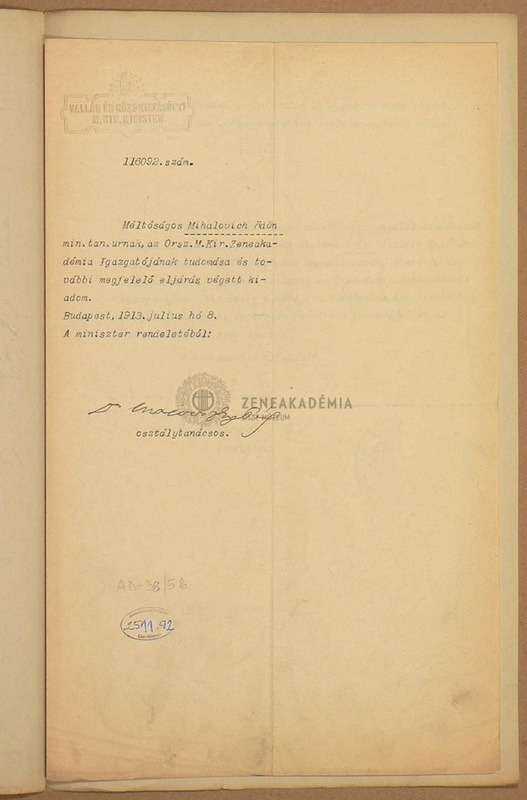 VALLÁS ÉS KÖZOKTATÁSÜGYI
M. KIR. MINISTER
116092.szám.
Méltóságos Mihalovich Ödön
min.tan.urnak, az Orsz.M.Kir.Zeneaka-
démia Igazgatójának tudomása és to-
vábbi megfelelő eljárás végett ki-
adom.
Budapest, 1913.julius hó 8.
A miniszter rendeletéből:
ZENEAKADÉMIA
MÚZEUM
osztálytanácsos.
AD-38/56
2511.92